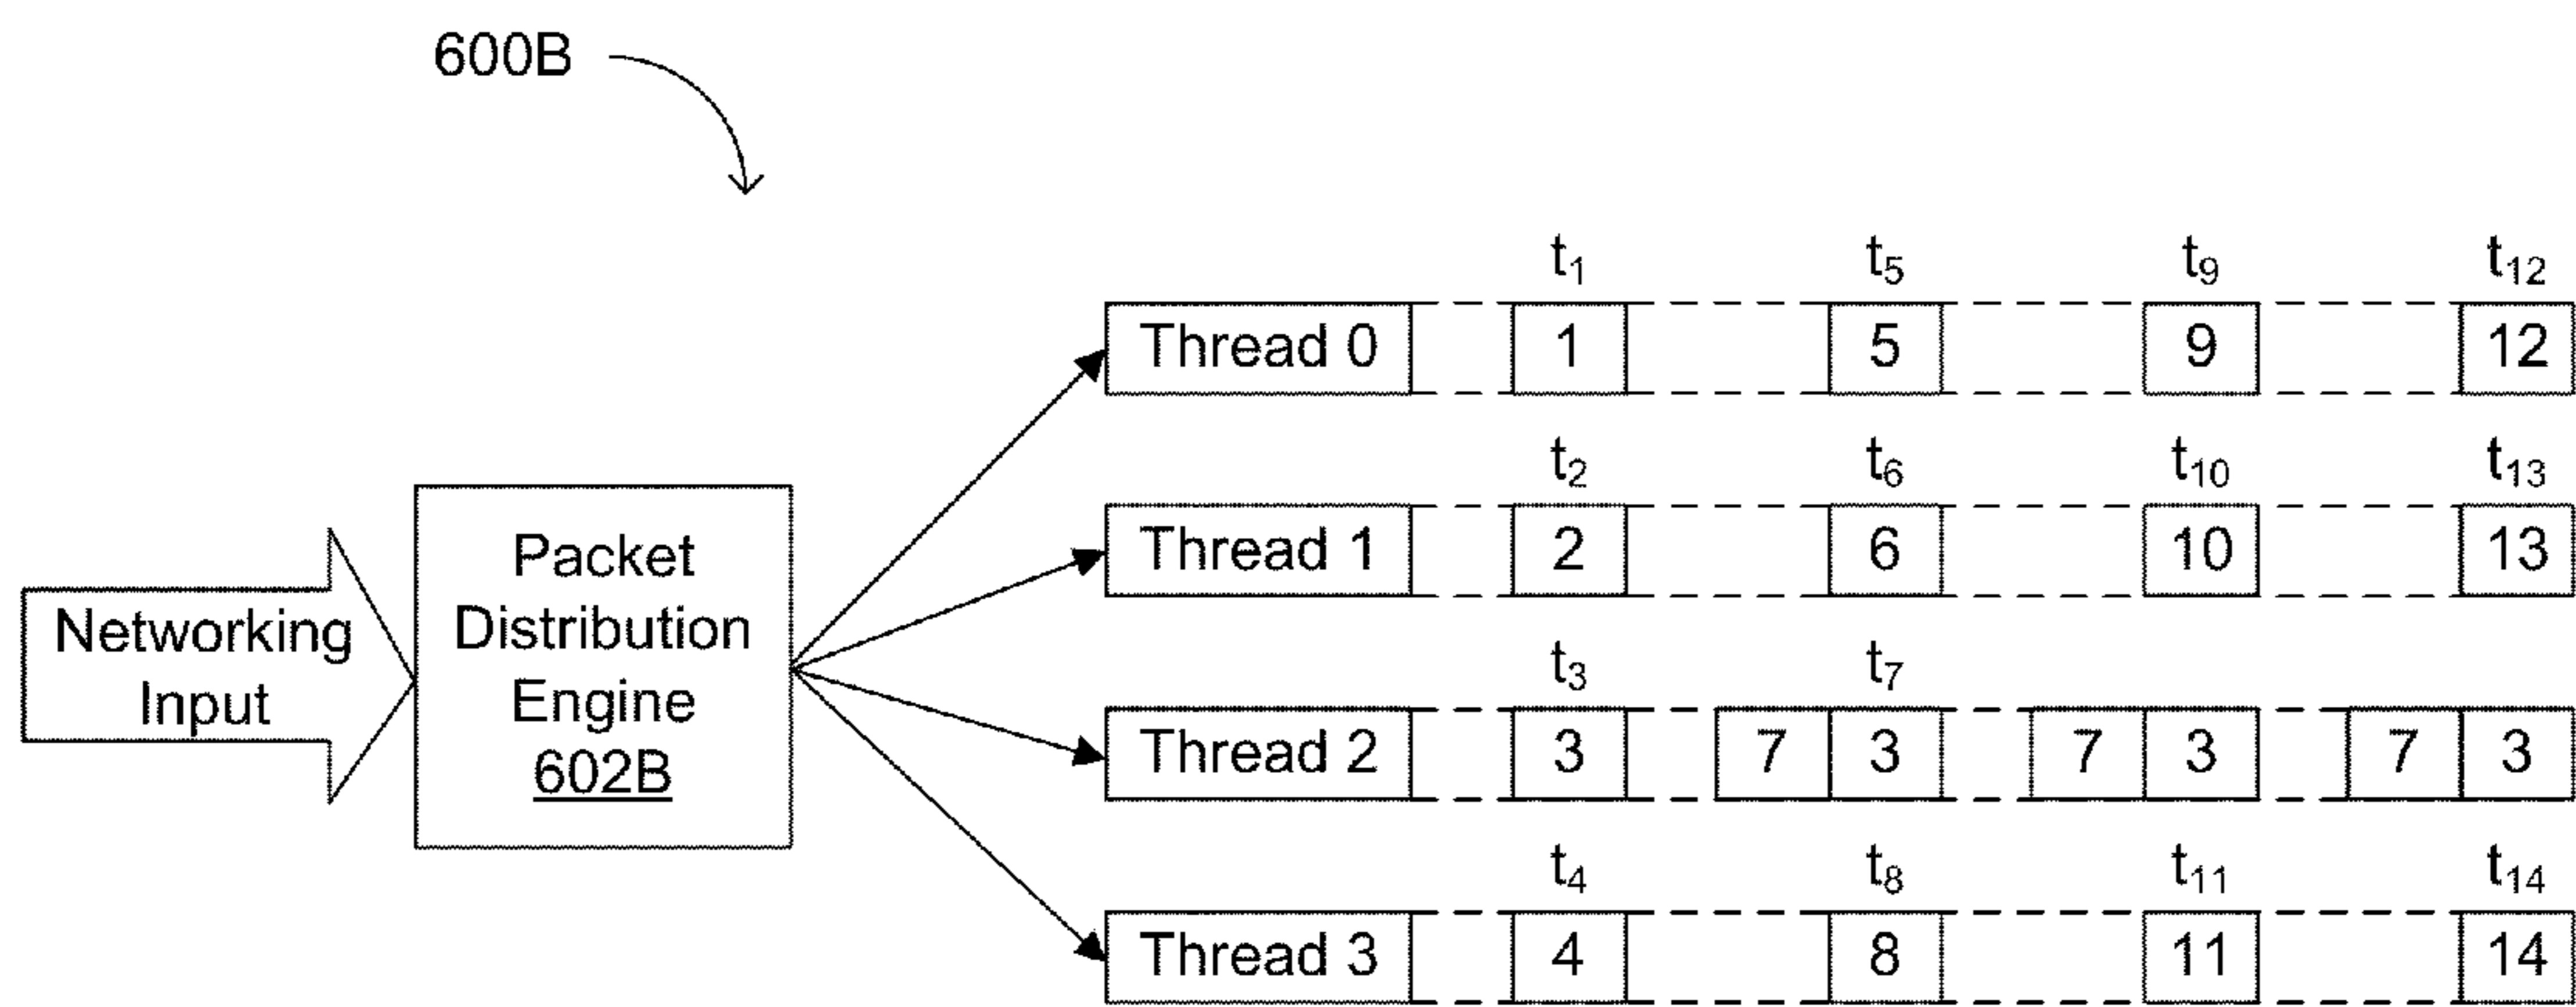 600B
t₁ t₅ t₉ t₁₂
Thread 0 1 5 9 12
t₂ t₆ t₁₀ t₁₃
Thread 1 2 6 10 13
Packet
Distribution
Engine
602B
Networking
Input
t₃ t₇
Thread 2 3 7 3 7 3 7 3
t₄ t₈ t₁₁ t₁₄
Thread 3 4 8 11 14